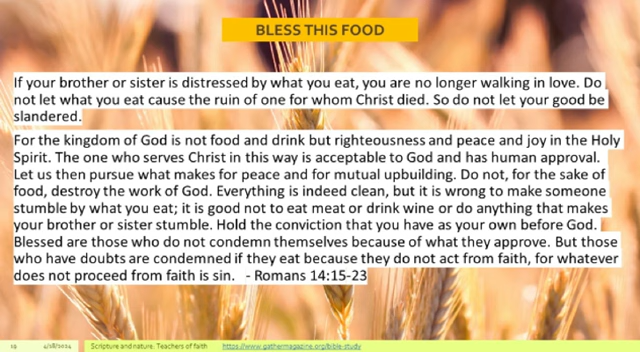 BLESS THIS FOOD
If your brother or sister is distressed by what you eat, you are no longer walking in love. Do
not let what you eat cause the ruin of one for whom Christ died. So do not let your good be
slandered.
For the kingdom of God is not food and drink but righteousness and peace and joy in the Holy
Spirit. The one who serves Christ in this way is acceptable to God and has human approval.
Let us then pursue what makes for peace and for mutual upbuilding. Do not, for the sake of
food, destroy the work of God. Everything is indeed clean, but it is wrong to make someone
stumble by what you eat; it is good not to eat meat or drink wine or do anything that makes
your brother or sister stumble. Hold the conviction that you have as your own before God.
Blessed are those who do not condemn themselves because of what they approve. But those
who have doubts are condemned if they eat because they do not act from faith, for whatever
does not proceed from faith is sin. - Romans 14:15-23
19 4/18/2024 Scripture and nature: Teachers of faith https://www.gathermagazine.org/bible-study